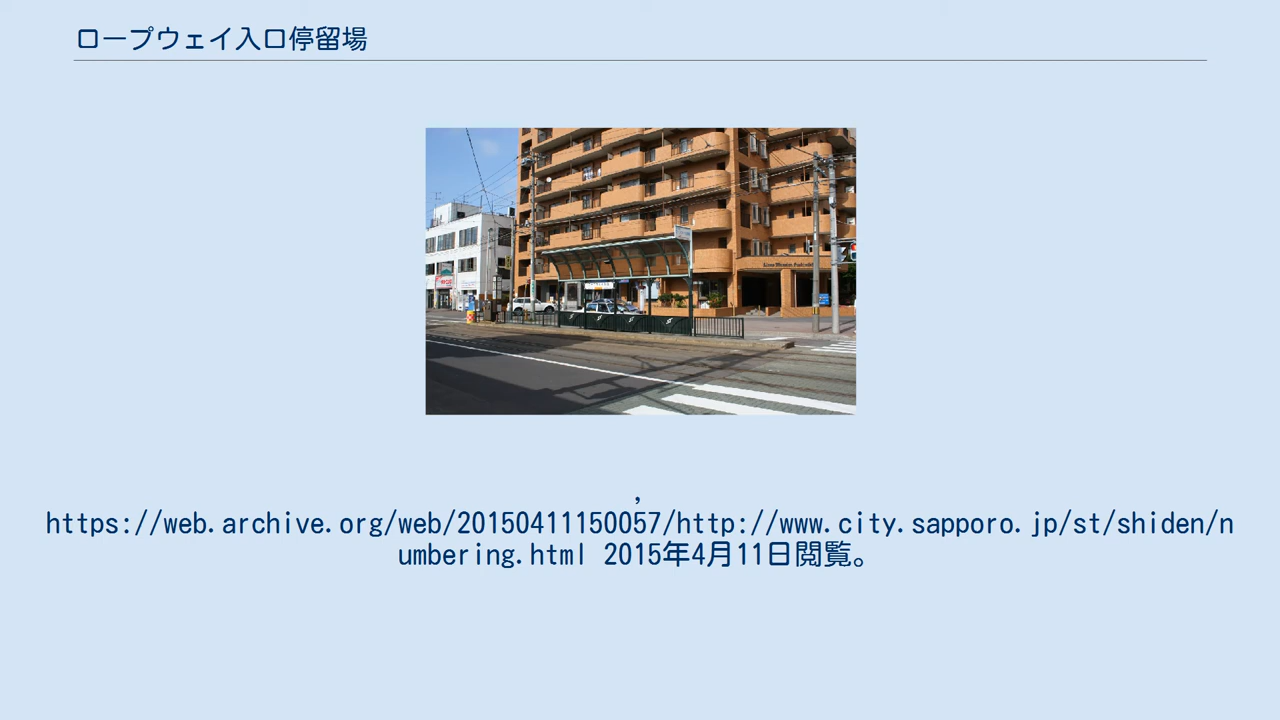 ロープウェイ入口停留場
,
https://web.archive.org/web/20150411150057/http://www.city.sapporo.jp/st/shiden/n
umbering.html 2015年4月11日閲覧。